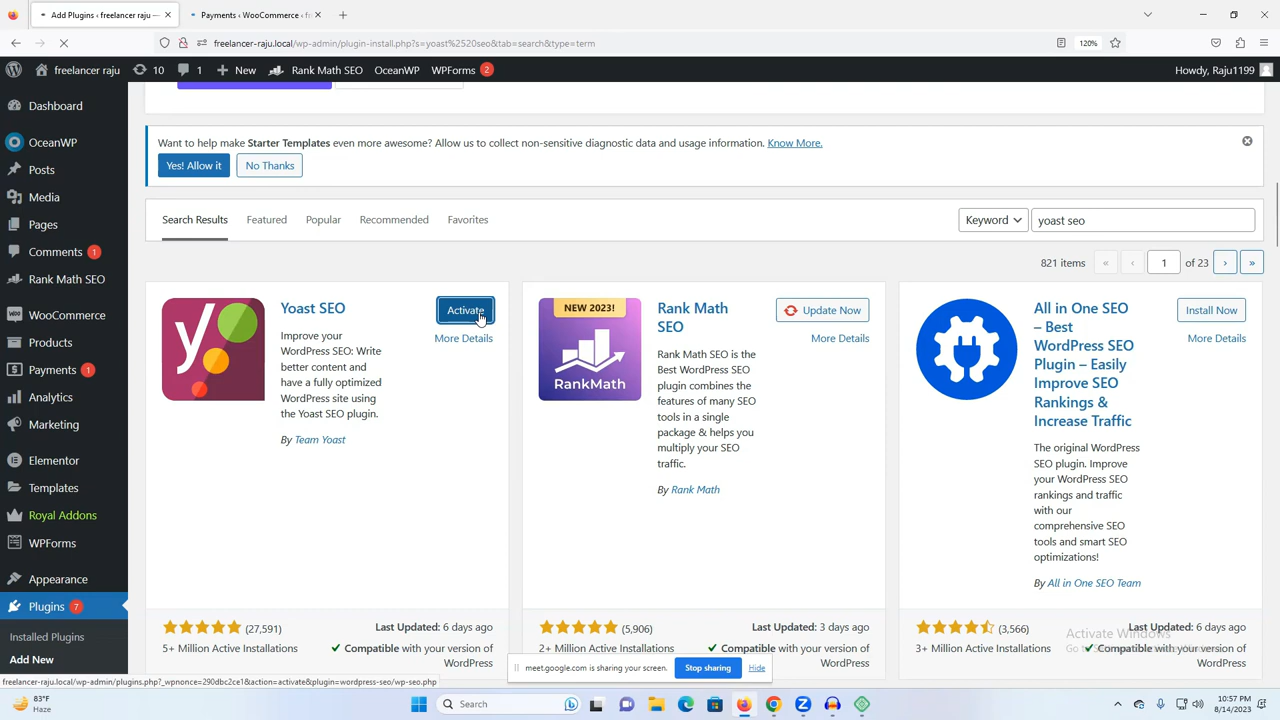 Add Plugins ‹ freelancer raju —
Payments ‹ WooCommerce ‹ f
freelancer-raju.local/wp-admin/plugin-install.php?s=yoast%2520seo&tab=search&type=term
120%
freelancer raju
10
1
New
Rank Math SEO
OceanWP
WPForms 2
Howdy, Raju1199
Dashboard
OceanWP
Posts
Media
Pages
Comments 1
Rank Math SEO
WooCommerce
Products
Payments 1
Analytics
Marketing
Elementor
Templates
Royal Addons
WPForms
Appearance
Plugins 7
Installed Plugins
Add New
Want to help make Starter Templates even more awesome? Allow us to collect non-sensitive diagnostic data and usage information. Know More.
Yes! Allow it
No Thanks
Search Results
Featured
Popular
Recommended
Favorites
Keyword
yoast seo
821 items
« ‹ 1 of 23 › »
Yoast SEO
Activate
More Details
Improve your
WordPress SEO: Write
better content and
have a fully optimized
WordPress site using
the Yoast SEO plugin.
By Team Yoast
(27,591)
Last Updated: 6 days ago
5+ Million Active Installations
Compatible with your version of
WordPress
NEW 2023!
RankMath
Rank Math
SEO
Update Now
More Details
Rank Math SEO is the
Best WordPress SEO
plugin combines the
features of many SEO
tools in a single
package & helps you
multiply your SEO
traffic.
By Rank Math
(5,906)
Last Updated: 3 days ago
2+ Million Active Installations
Compatible with your version of
WordPress
All in One SEO
– Best
WordPress SEO
Plugin – Easily
Improve SEO
Rankings &
Increase Traffic
Install Now
More Details
The original WordPress
SEO plugin. Improve
your WordPress SEO
rankings and traffic
with our
comprehensive SEO
tools and smart SEO
optimizations!
By All in One SEO Team
(3,566)
Last Updated: 6 days ago
3+ Million Active Installations
Compatible with your version of
WordPress
Activate Windows
meet.google.com is sharing your screen.
Stop sharing
Hide
freelancer-raju.local/wp-admin/plugins.php?_wpnonce=290dbc2ce1&action=activate&plugin=wordpress-seo/wp-seo.php
83°F
Haze
Search
10:57 PM
8/14/2023